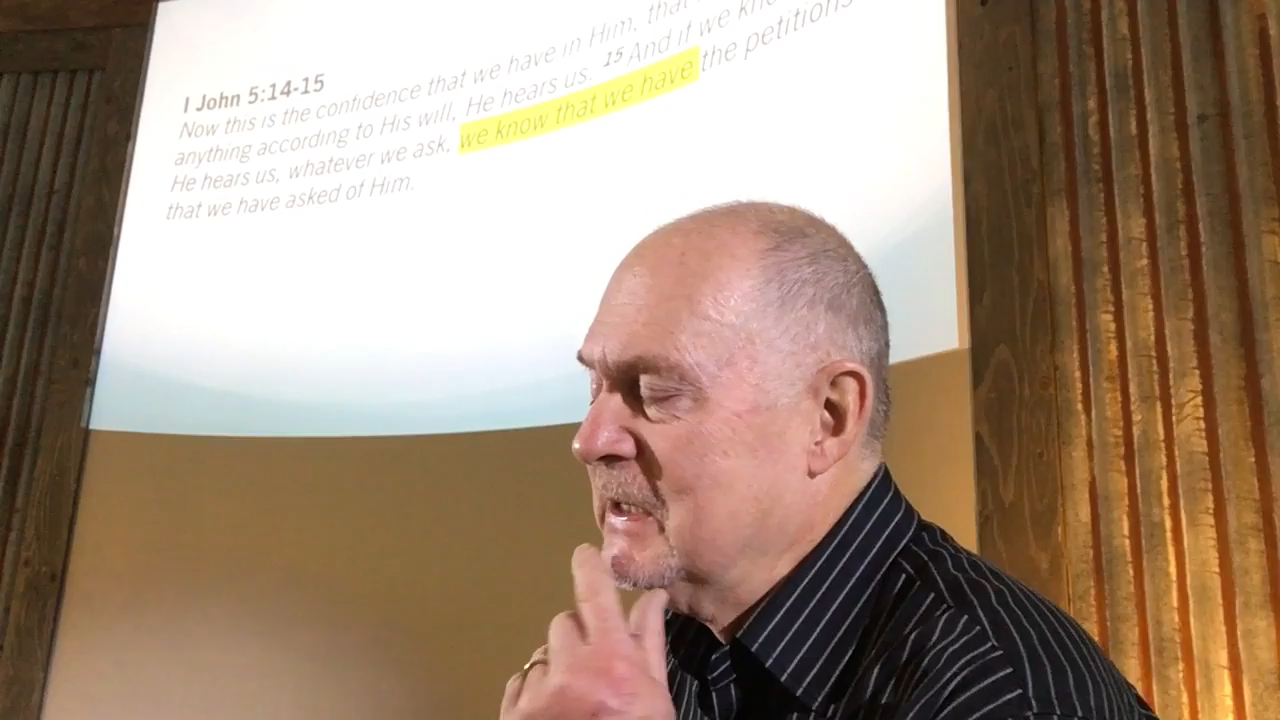 I John 5:14-15
Now this is the confidence that we have in Him, that
anything according to His will, He hears us. 15 And if we know
He hears us, whatever we ask, we know that we have the petitions
that we have asked of Him.